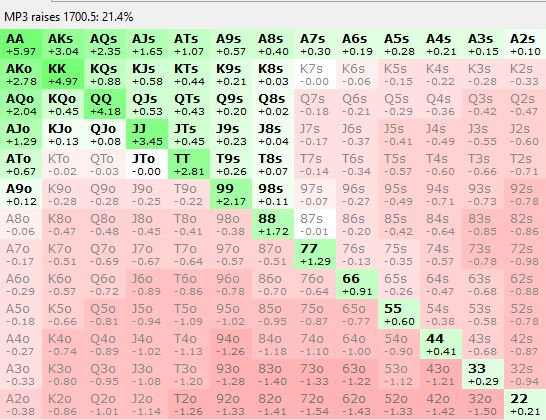 MP3 raises 1700.5: 21.4%
AA AKs AQs AJs ATs A9s A8s A7s A6s A5s A4s A3s A2s
+5.97 +3.04 +2.35 +1.65 +1.07 +0.57 +0.40 +0.30 +0.19 +0.28 +0.21 +0.15 +0.10
AKo KK KQs KJs KTs K9s K8s K7s K6s K5s K4s K3s K2s
+2.78 +4.97 +0.88 +0.58 +0.44 +0.21 +0.03 -0.00 -0.06 -0.15 -0.22 -0.28 -0.33
AQo KQo QQ QJs QTs Q9s Q8s Q7s Q6s Q5s Q4s Q3s Q2s
+2.04 +0.45 +4.18 +0.53 +0.43 +0.20 +0.02 -0.18 -0.21 -0.29 -0.36 -0.42 -0.47
AJo KJo QJo JJ JTs J9s J8s J7s J6s J5s J4s J3s J2s
+1.29 +0.13 +0.08 +3.45 +0.45 +0.23 +0.04 -0.17 -0.37 -0.41 -0.49 -0.55 -0.60
ATo KTo QTo JTo TT T9s T8s T7s T6s T5s T4s T3s T2s
+0.67 -0.02 -0.03 -0.00 +2.81 +0.26 +0.07 -0.14 -0.34 -0.57 -0.60 -0.66 -0.71
A9o K9o Q9o J9o T9o 99 98s 97s 96s 95s 94s 93s 92s
+0.12 -0.28 -0.28 -0.25 -0.22 +2.17 +0.11 -0.07 -0.27 -0.49 -0.71 -0.73 -0.78
A8o K8o Q8o J8o T8o 98o 88 87s 86s 85s 84s 83s 82s
-0.06 -0.47 -0.48 -0.45 -0.41 -0.38 +1.72 -0.01 -0.20 -0.42 -0.64 -0.85 -0.86
A7o K7o Q7o J7o T7o 97o 87o 77 76s 75s 74s 73s 72s
-0.17 -0.51 -0.69 -0.67 -0.64 -0.57 -0.51 +1.29 -0.13 -0.35 -0.57 -0.78 -0.98
A6o K6o Q6o J6o T6o 96o 86o 76o 66 65s 64s 63s 62s
-0.29 -0.57 -0.72 -0.89 -0.86 -0.78 -0.70 -0.64 +0.91 -0.26 -0.47 -0.68 -0.88
A5o K5o Q5o J5o T5o 95o 85o 75o 65o 55 54s 53s 52s
-0.18 -0.66 -0.81 -0.94 -1.09 -1.02 -0.95 -0.87 -0.77 +0.60 -0.38 -0.58 -0.78
A4o K4o Q4o J4o T4o 94o 84o 74o 64o 54o 44 43s 42s
-0.27 -0.74 -0.89 -1.02 -1.13 -1.26 -1.18 -1.10 -1.00 -0.90 +0.41 -0.68 -0.87
A3o K3o Q3o J3o T3o 93o 83o 73o 63o 53o 43o 33 32s
-0.33 -0.80 -0.95 -1.08 -1.20 -1.28 -1.40 -1.33 -1.22 -1.12 -1.21 +0.29 -0.94
A2o K2o Q2o J2o T2o 92o 82o 72o 62o 52o 42o 32o 22
-0.38 -0.86 -1.01 -1.14 -1.26 -1.33 -1.41 -1.54 -1.43 -1.33 -1.42 -1.50 +0.21